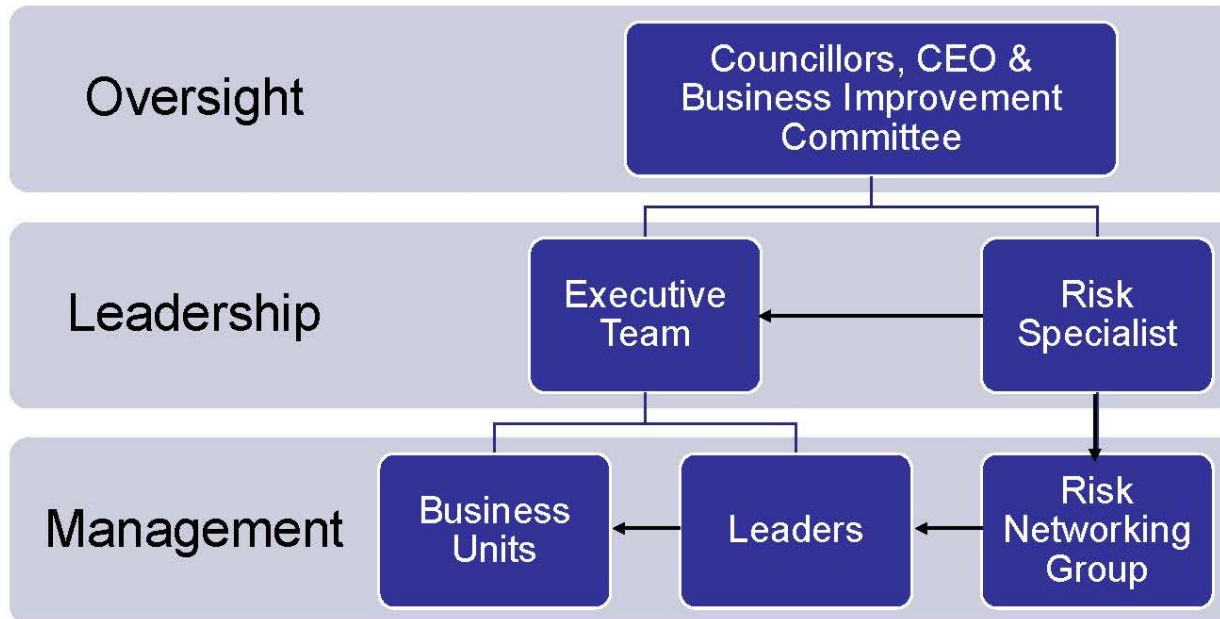 Oversight
Councillors, CEO &
Business Improvement
Committee
Leadership
Executive
Team
Risk
Specialist
Management
Business
Units
Leaders
Risk
Networking
Group